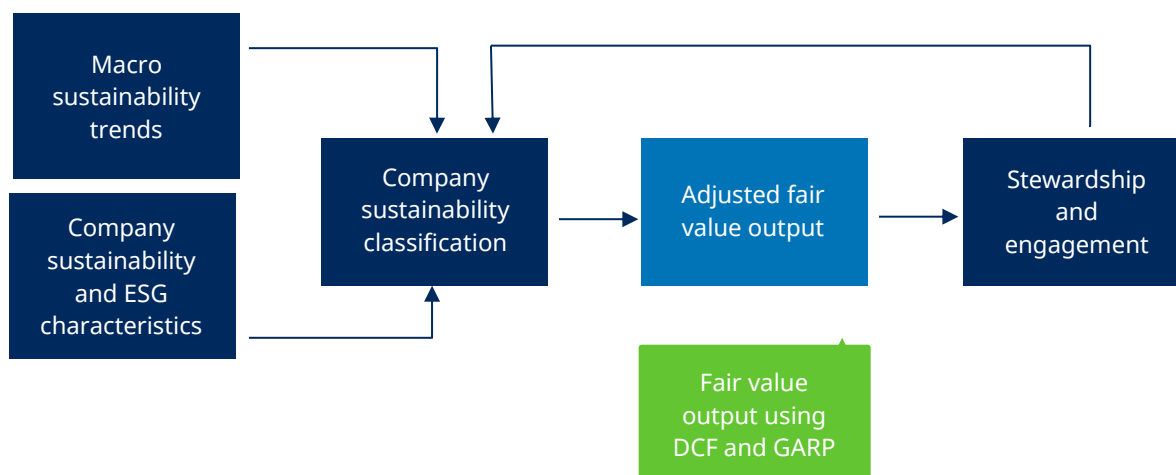 Macro
sustainability
trends
Company
sustainability
and ESG
characteristics
Company
sustainability
classification
Adjusted fair
value output
Stewardship
and
engagement
Fair value
output using
DCF and GARP